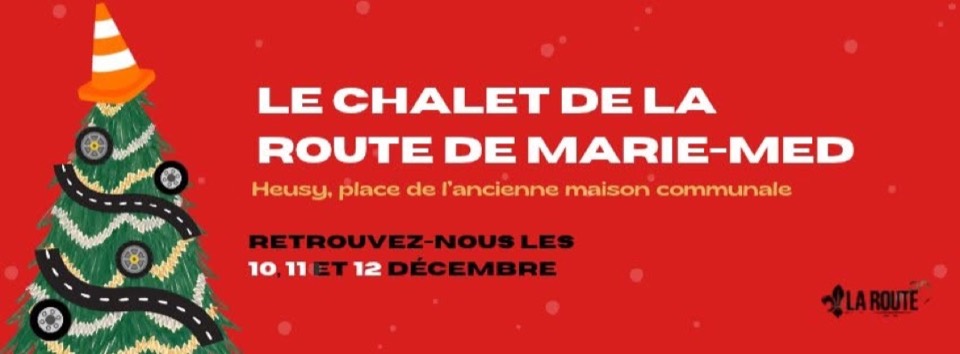 LE CHALET DE LA
ROUTE DE MARIE-MED
Heusy, place de l'ancienne maison communale
RETROUVEZ-NOUS LES
10, 11 ET 12 DÉCEMBRE
LA ROUTE